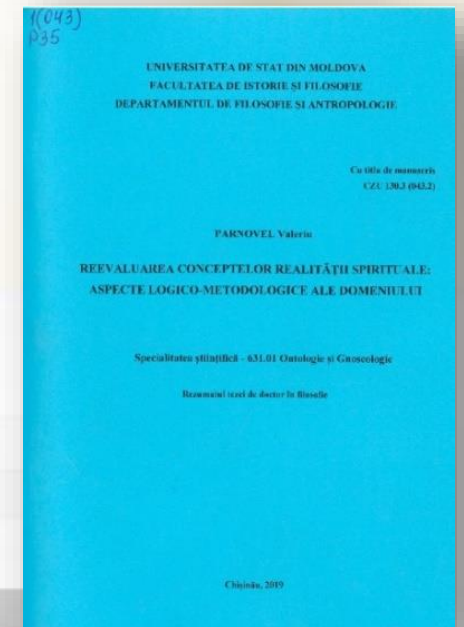 1(043)
P35
UNIVERSITATEA DE STAT DIN MOLDOVA
FACULTATEA DE ISTORIE ȘI FILOSOFIE
DEPARTAMENTUL DE FILOSOFIE ȘI ANTROPOLOGIE
Cu titlu de manuscris
CZU 130.3 (043.2)
PARNOVEL Valeriu
REEVALUAREA CONCEPTELOR REALITĂȚII SPIRITUALE:
ASPECTE LOGICO-METODOLOGICE ALE DOMENIULUI
Specialitatea științifică - 631.01 Ontologie și Gnoseologie
Rezumatul tezei de doctor în filosofie
Chișinău, 2019